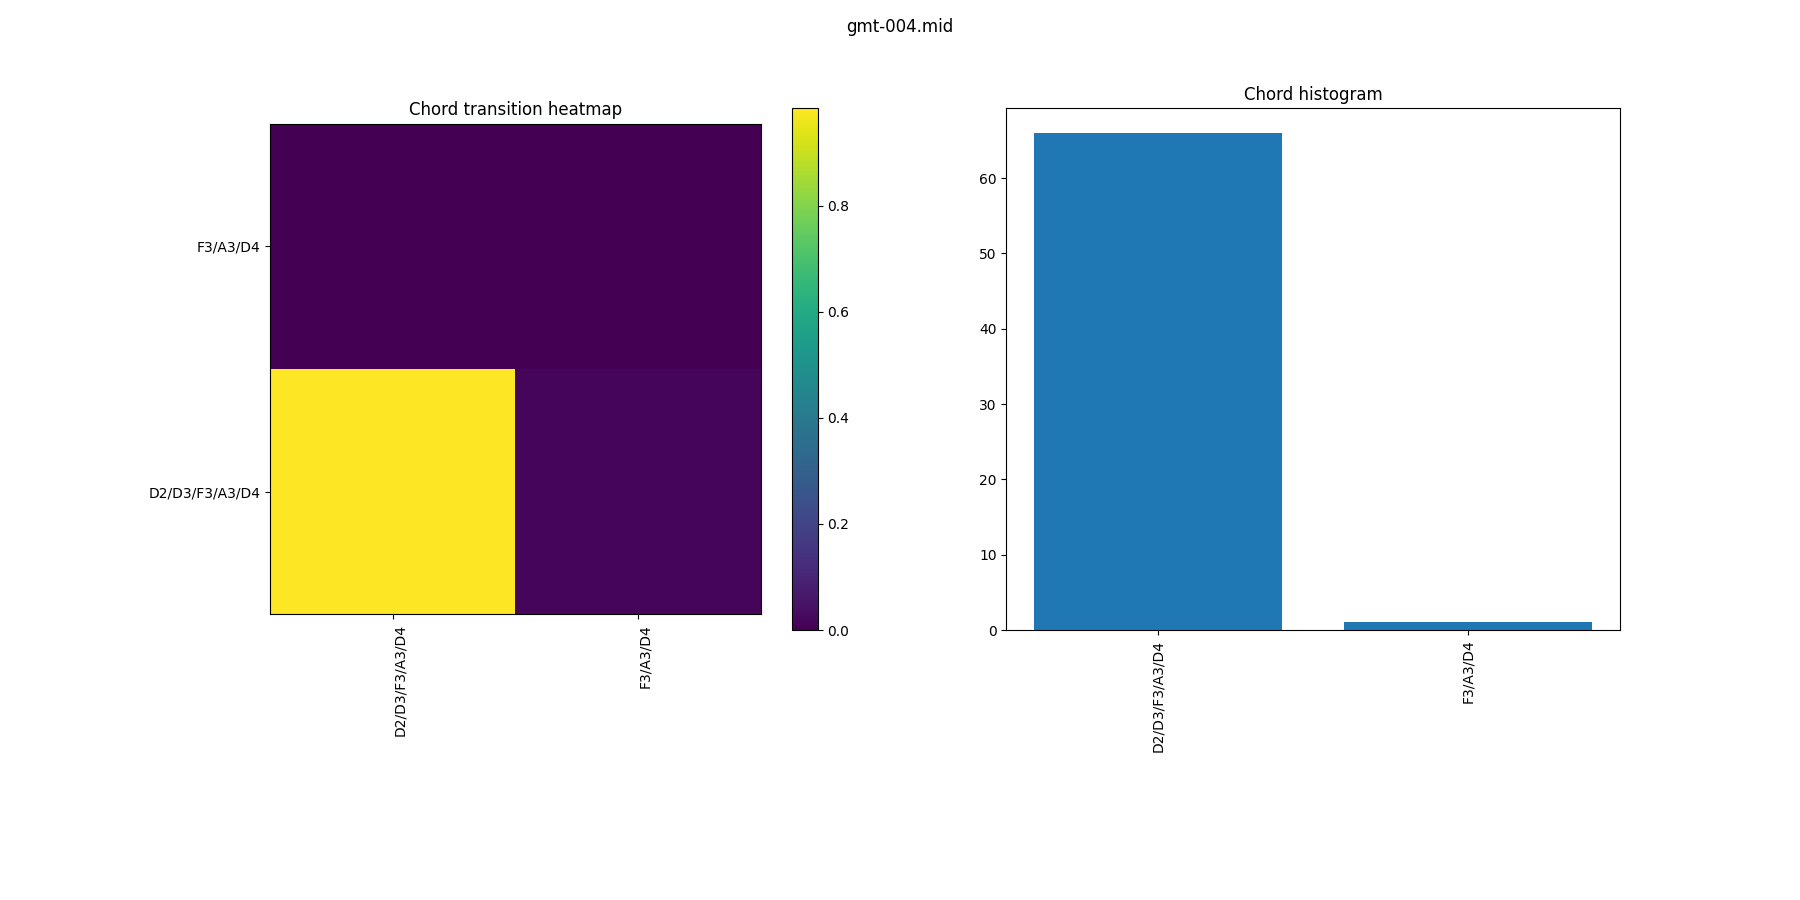 gmt-004.mid
Chord transition heatmap
F3/A3/D4
D2/D3/F3/A3/D4
D2/D3/F3/A3/D4
F3/A3/D4
0.8
0.6
0.4
0.2
0.0
Chord histogram
60
50
40
30
20
10
0
D2/D3/F3/A3/D4
F3/A3/D4